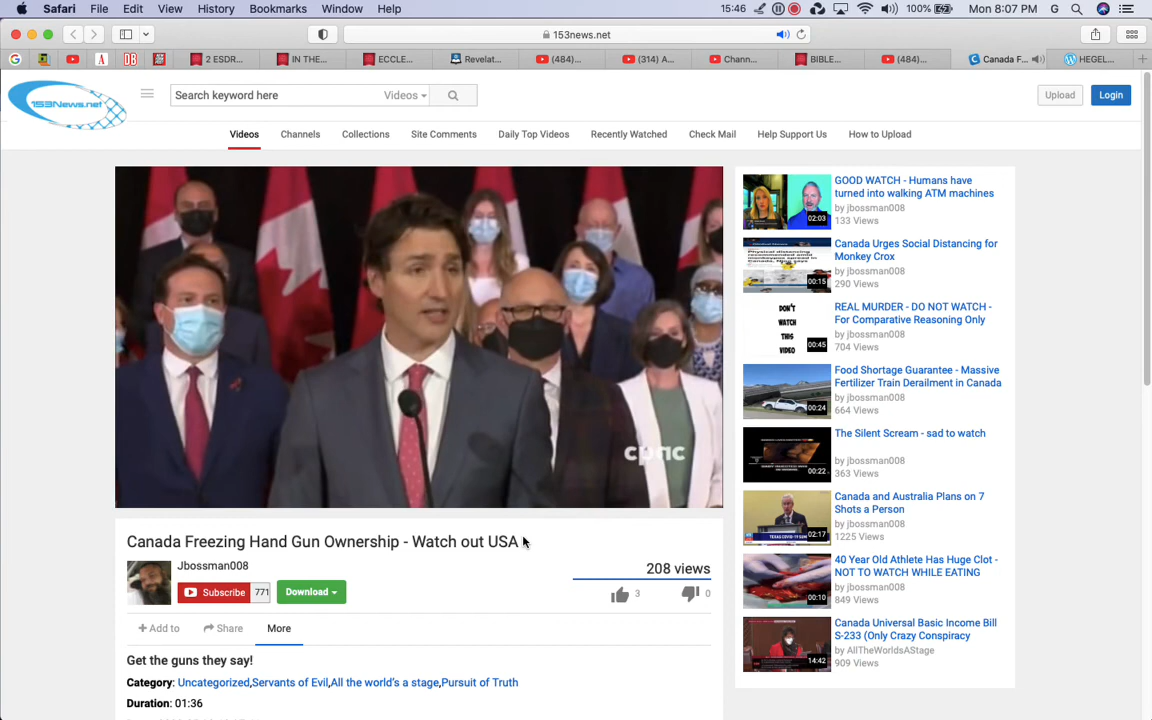 Safari File Edit View History Bookmarks Window Help 15:46 100% Mon 8:07 PM G
153news.net
2 ESDR... IN THE... ECCLE... Revelat... (484)... (314) A... Chann... BIBLE... (484)... Canada F... HEGEL...
153News.net
Search keyword here Videos Upload Login
Videos Channels Collections Site Comments Daily Top Videos Recently Watched Check Mail Help Support Us How to Upload
cpac
Canada Freezing Hand Gun Ownership - Watch out USA
Jbossman008
Subscribe 771 Download
208 views
3 0
Add to Share More
Get the guns they say!
Category: Uncategorized,Servants of Evil,All the world's a stage,Pursuit of Truth
Duration: 01:36
GOOD WATCH - Humans have
turned into walking ATM machines
by jbossman008
133 Views
02:03
Canada Urges Social Distancing for
Monkey Crox
by jbossman008
290 Views
00:15
REAL MURDER - DO NOT WATCH -
For Comparative Reasoning Only
by jbossman008
704 Views
DON'T
WATCH
THIS
VIDEO
00:45
Food Shortage Guarantee - Massive
Fertilizer Train Derailment in Canada
by jbossman008
664 Views
00:24
The Silent Scream - sad to watch
by jbossman008
363 Views
00:22
Canada and Australia Plans on 7
Shots a Person
by jbossman008
1225 Views
02:17
40 Year Old Athlete Has Huge Clot -
NOT TO WATCH WHILE EATING
by jbossman008
849 Views
00:10
Canada Universal Basic Income Bill
S-233 (Only Crazy Conspiracy
by AllTheWorldsAStage
909 Views
14:42